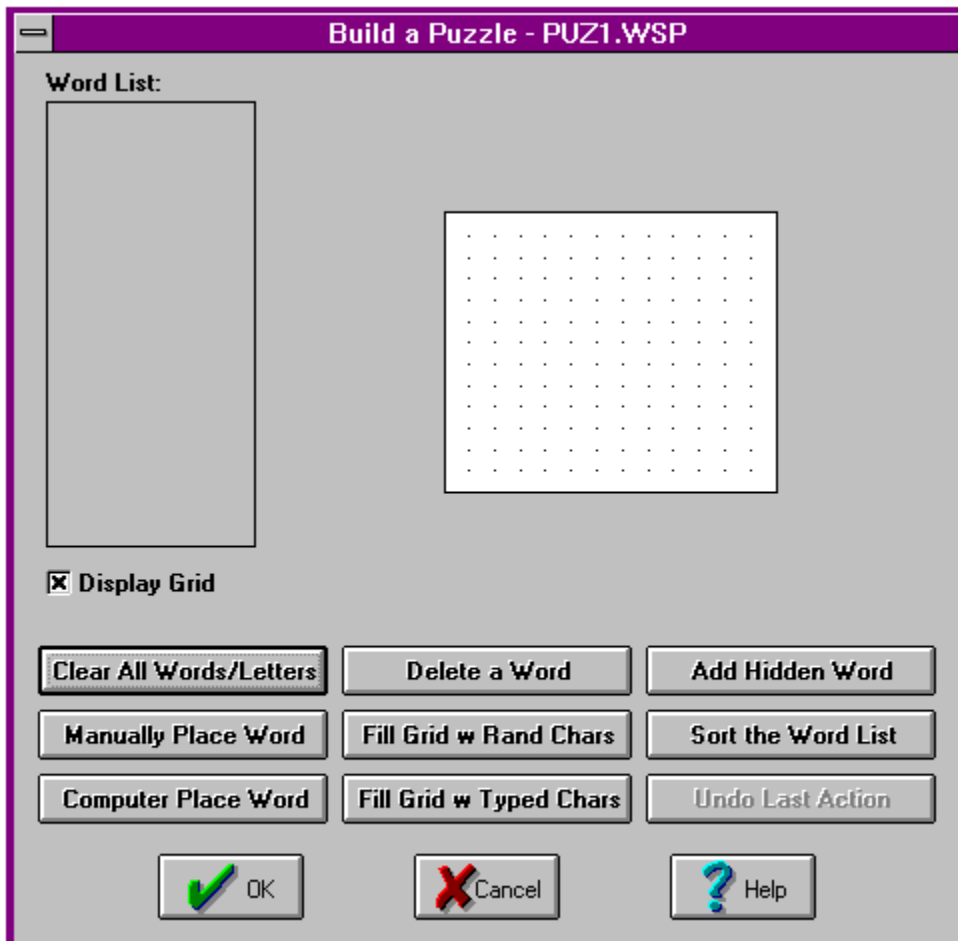 Build a Puzzle - PUZ1.WSP
Word List:
Display Grid
Clear All Words/Letters Delete a Word Add Hidden Word
Manually Place Word Fill Grid w Rand Chars Sort the Word List
Computer Place Word Fill Grid w Typed Chars Undo Last Action
OK Cancel Help